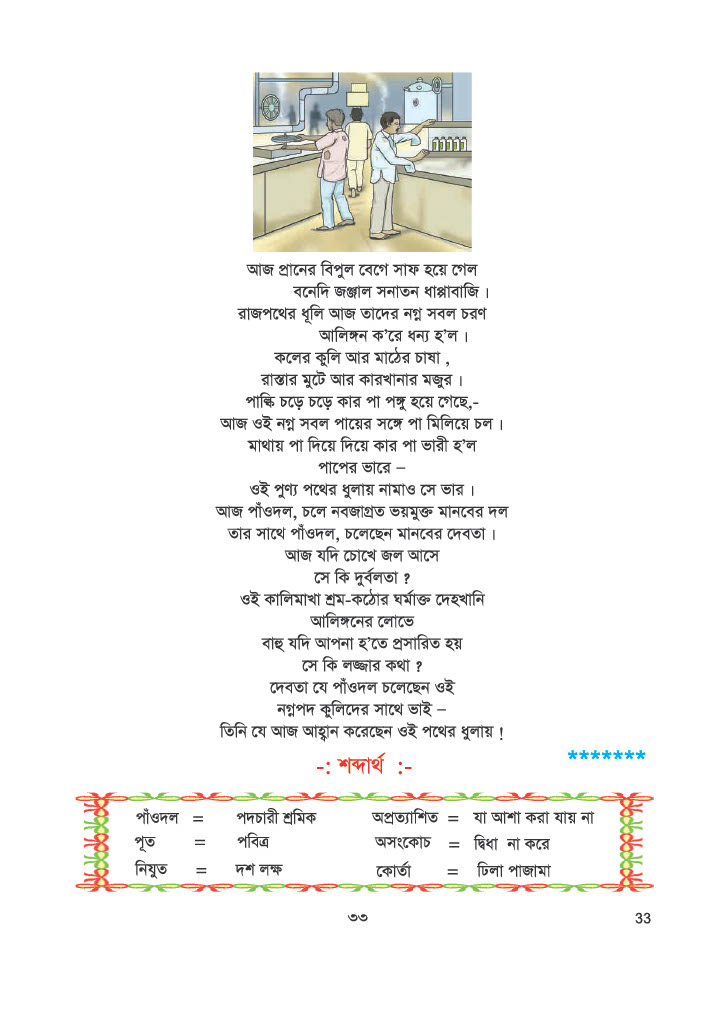 আজ প্রানের বিপুল বেগে সাফ হয়ে গেল
বনেদি জঞ্জাল সনাতন ধাপ্পাবাজি ।
রাজপথের ধূলি আজ তাদের নগ্ন সবল চরণ
আলিঙ্গন ক’রে ধন্য হ’ল ।
কলের কুলি আর মাঠের চাষা ,
রাস্তার মুটে আর কারখানার মজুর ।
পাল্কি চড়ে চড়ে কার পা পঙ্গু হয়ে গেছে,-
আজ ওই নগ্ন সবল পায়ের সঙ্গে পা মিলিয়ে চল ।
মাথায় পা দিয়ে দিয়ে কার পা ভারী হ’ল
পাপের ভারে –
ওই পুণ্য পথের ধুলায় নামাও সে ভার ।
আজ পাঁওদল, চলে নবজাগ্রত ভয়মুক্ত মানবের দল
তার সাথে পাঁওদল, চলেছেন মানবের দেবতা ।
আজ যদি চোখে জল আসে
সে কি দুর্বলতা ?
ওই কালিমাখা শ্রম-কঠোর ঘর্মাক্ত দেহখানি
আলিঙ্গনের লোভে
বাহু যদি আপনা হ’তে প্রসারিত হয়
সে কি লজ্জার কথা ?
দেবতা যে পাঁওদল চলেছেন ওই
নগ্নপদ কুলিদের সাথে ভাই –
তিনি যে আজ আহ্বান করেছেন ওই পথের ধুলায় !
*******
-: শব্দার্থ :-
পাঁওদল = পদচারী শ্রমিক অপ্রত্যাশিত = যা আশা করা যায় না
পূত = পবিত্র অসংকোচ = দ্বিধা না করে
নিযুত = দশ লক্ষ কোর্তা = ঢিলা পাজামা
৩৩ 33